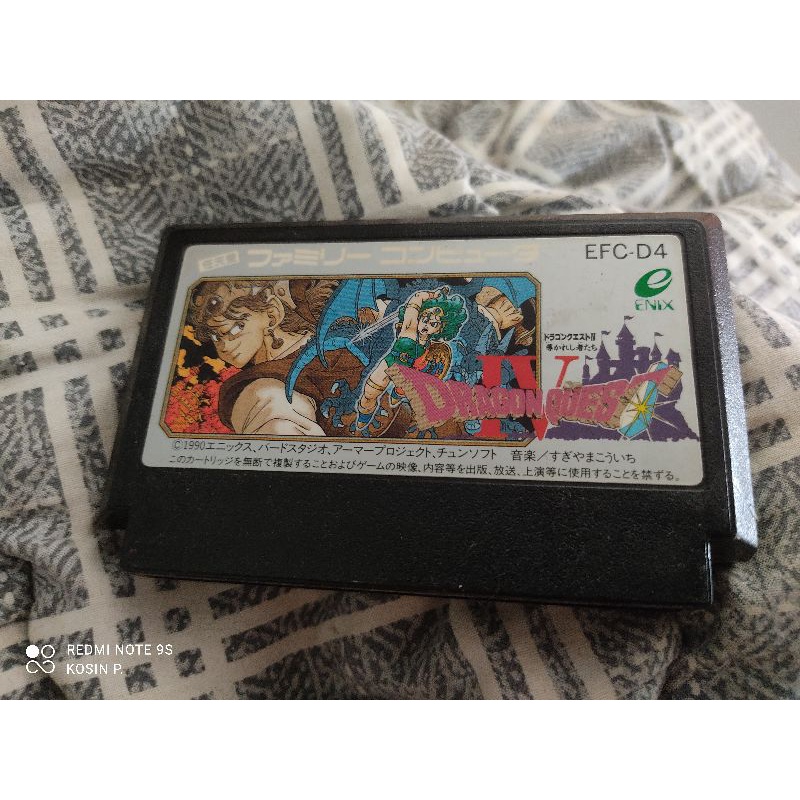 ファミリー コンピュータ
EFC-D4
ENIX
ドラゴンクエストIV
導かれし者たち
IV
DRAGON QUEST
©1990エニックス、バードスタジオ、アーマープロジェクト、チュンソフト 音楽/すぎやまこういち
このカートリッジを無断で複製することおよびゲームの映像、内容等を出版、放送、上演等に使用することを禁ずる。
REDMI NOTE 9S
KOSIN P.